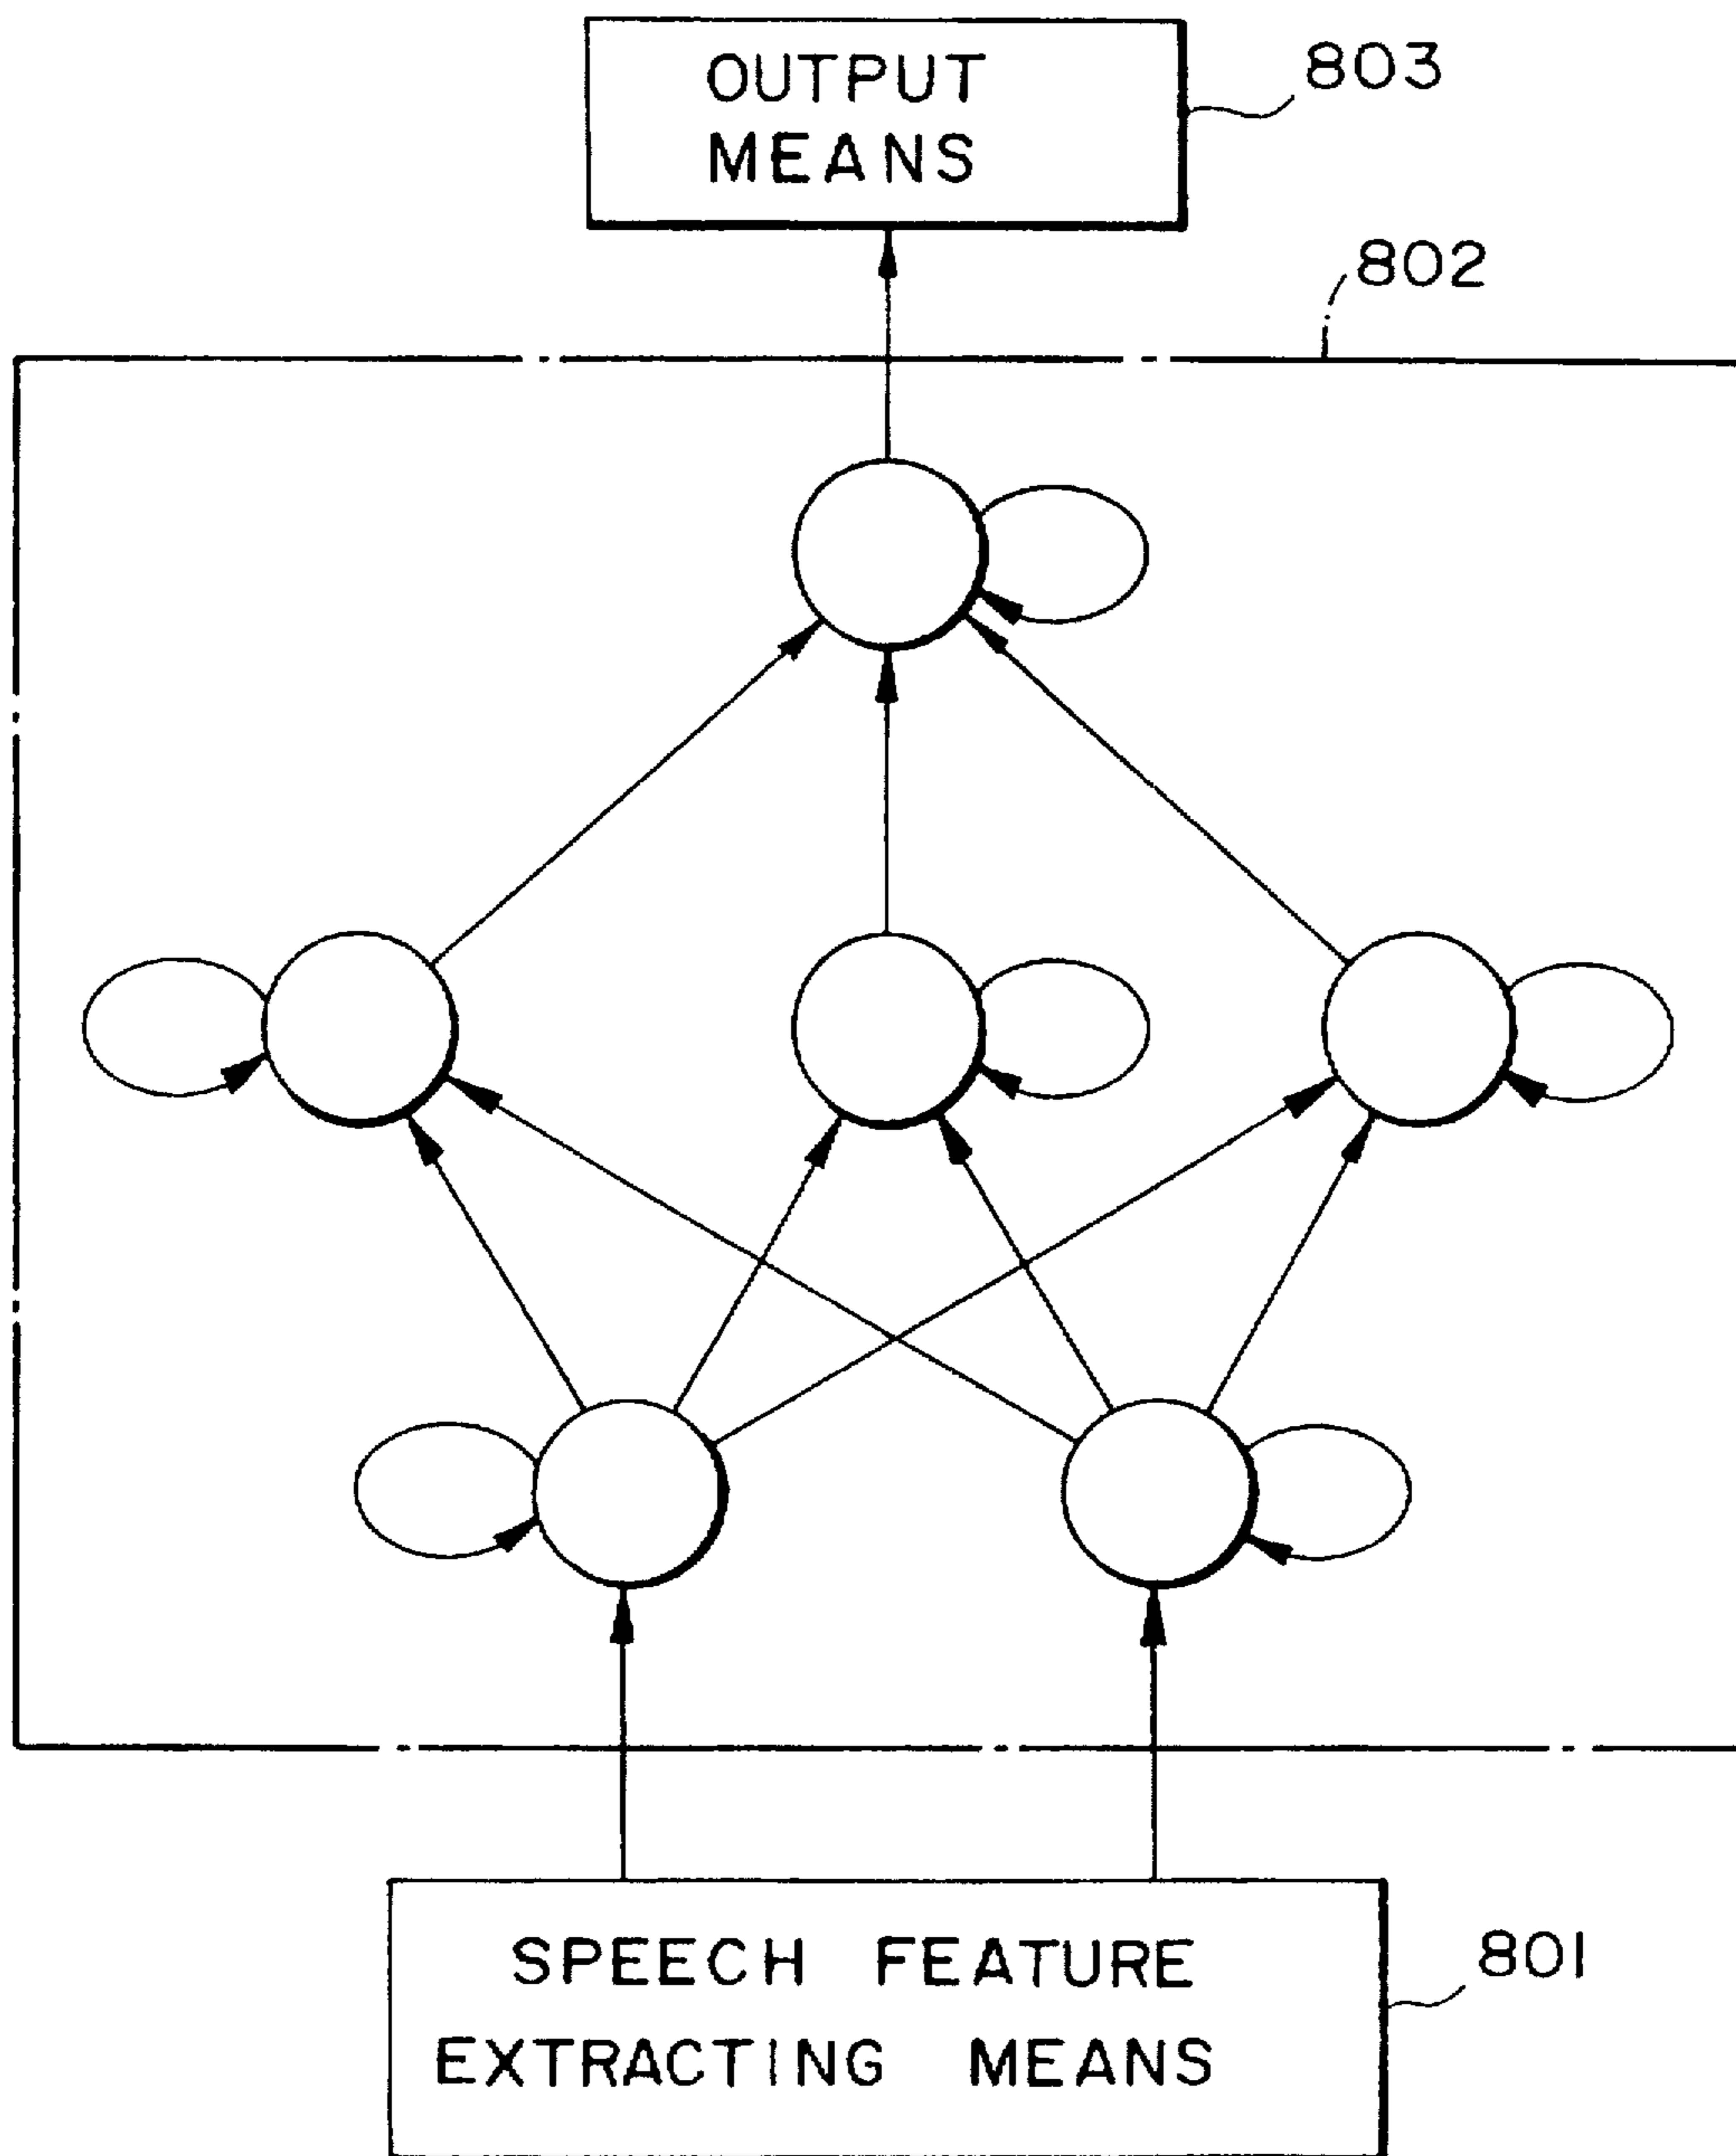 OUTPUT
MEANS
803
802
SPEECH FEATURE
EXTRACTING MEANS
801